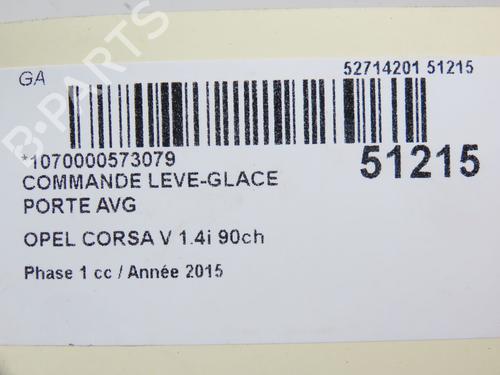 GA
52714201 51215
*1070000573079
51215
COMMANDE LEVE-GLACE
PORTE AVG
OPEL CORSA V 1.4i 90ch
Phase 1 cc / Année 2015
B-PARTS